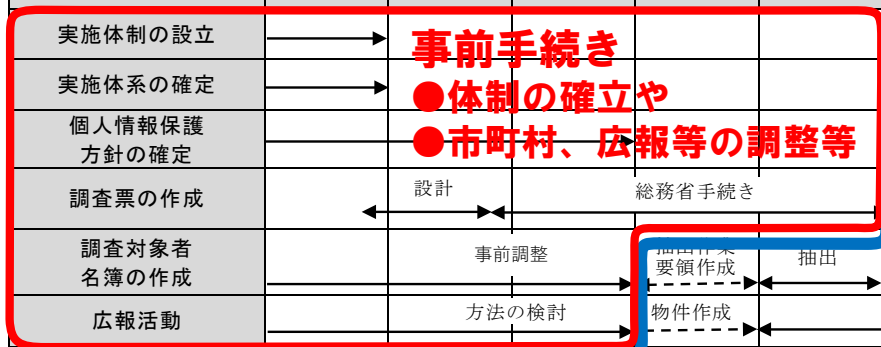 実施体制の設立
実施体系の確定
個人情報保護
方針の確定
調査票の作成
調査対象者
名簿の作成
広報活動
事前手続き
●体制の確立や
●市町村、広報等の調整等
設計
総務省手続き
事前調整
抽出作業
要領作成
抽出
方法の検討
物件作成